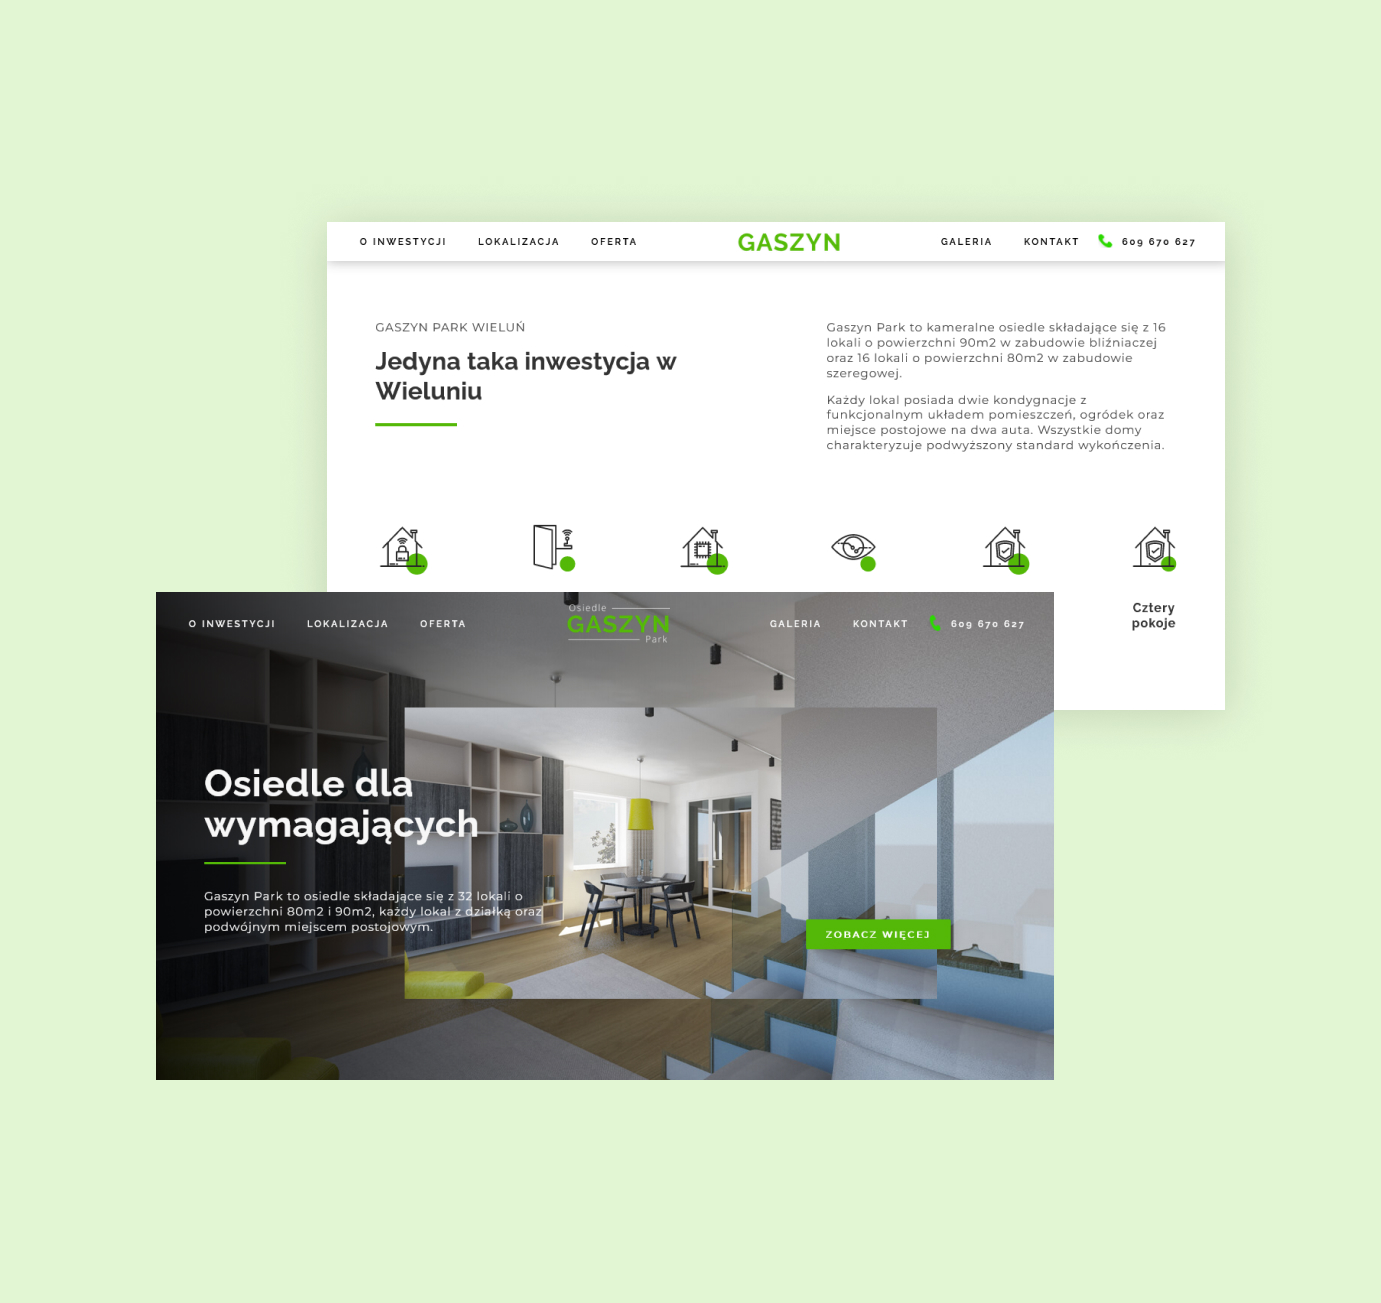 O INWESTYCJI LOKALIZACJA OFERTA GASZYN GALERIA KONTAKT 609 670 627
GASZYN PARK WIELUŃ
Jedyna taka inwestycja w
Wieluniu
Gaszyn Park to kameralne osiedle składające się z 16
lokali o powierzchni 90m2 w zabudowie bliźniaczej
oraz 16 lokali o powierzchni 80m2 w zabudowie
szeregowej.
Każdy lokal posiada dwie kondygnacje z
funkcjonalnym układem pomieszczeń, ogródek oraz
miejsce postojowe na dwa auta. Wszystkie domy
charakteryzuje podwyższony standard wykończenia.
Cztery
pokoje
Osiedle
O INWESTYCJI LOKALIZACJA OFERTA GASZYN GALERIA KONTAKT 609 670 627
Park
Osiedle dla
wymagających
Gaszyn Park to osiedle składające się z 32 lokali o
powierzchni 80m2 i 90m2, każdy lokal z działką oraz
podwójnym miejscem postojowym.
ZOBACZ WIĘCEJ